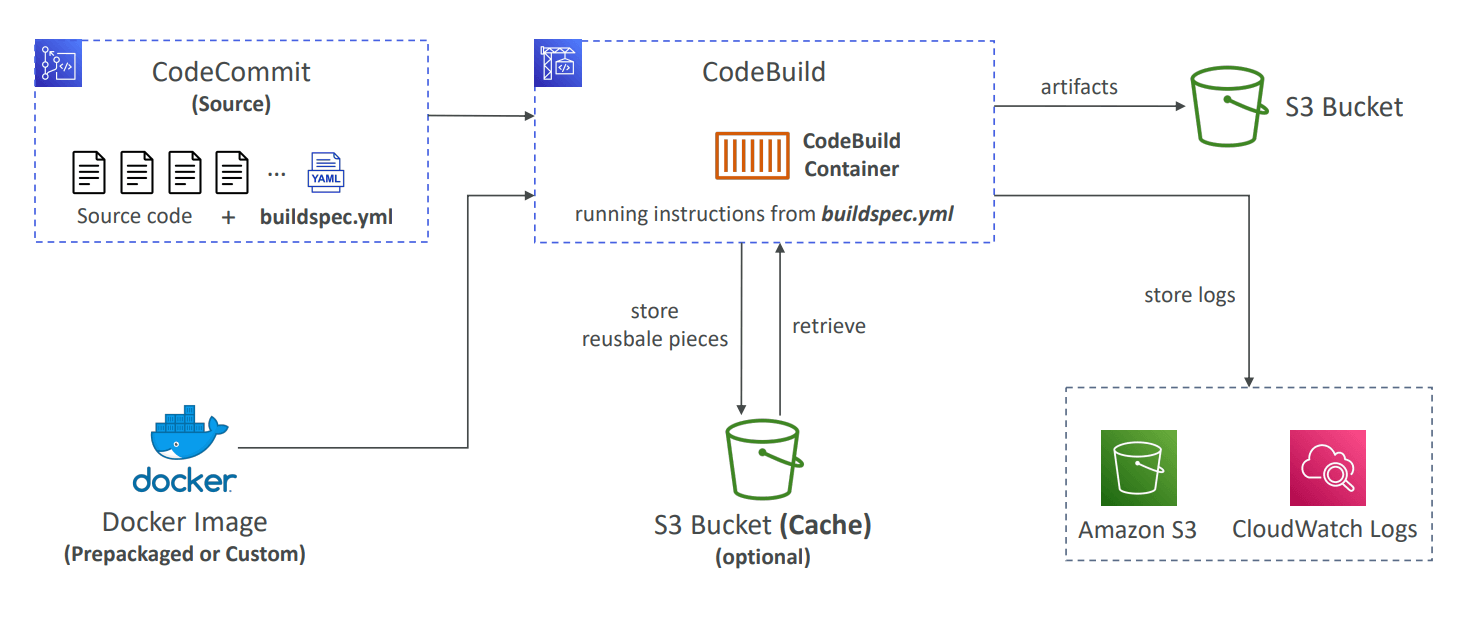 CodeCommit
(Source)
YAML
...
Source code + buildspec.yml
CodeBuild
CodeBuild
Container
running instructions from buildspec.yml
artifacts
S3 Bucket
store
reusbale pieces
retrieve
store logs
docker
Docker Image
(Prepackaged or Custom)
S3 Bucket (Cache)
(optional)
Amazon S3
CloudWatch Logs